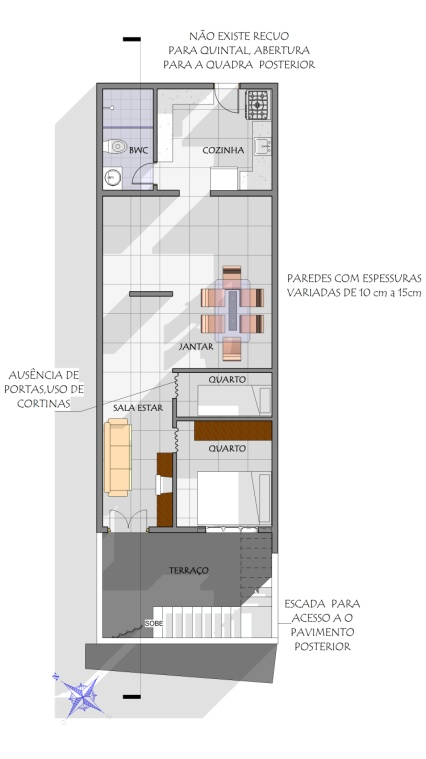 NÃO EXISTE RECUO
PARA QUINTAL, ABERTURA
PARA A QUADRA POSTERIOR
BWC
COZINHA
PAREDES COM ESPESSURAS
VARIADAS DE 10 cm a 15cm
JANTAR
AUSÊNCIA DE
PORTAS,USO DE
CORTINAS
QUARTO
SALA ESTAR
QUARTO
TERRAÇO
ESCADA PARA
ACESSO A O
PAVIMENTO
POSTERIOR
SOBE